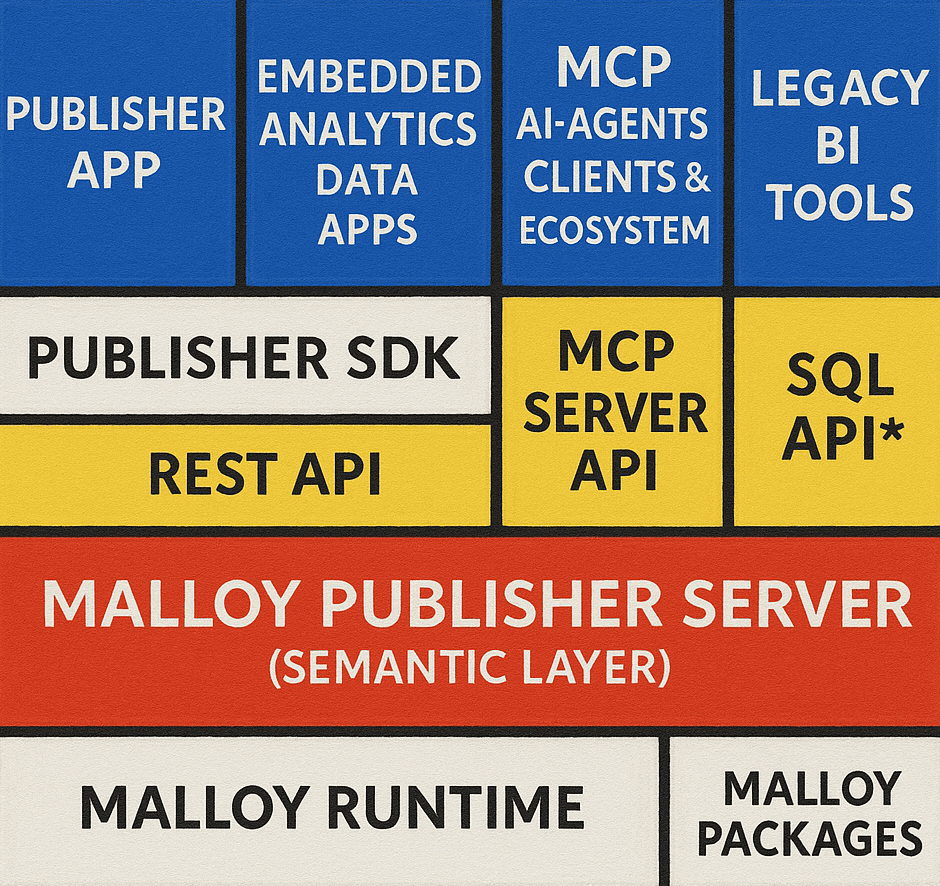 PUBLISHER
APP
EMBEDDED
ANALYTICS
DATA
APPS
MCP
AI-AGENTS
CLIENTS &
ECOSYSTEM
LEGACY
BI
TOOLS
PUBLISHER SDK
REST API
MCP
SERVER
API
SQL
API*
MALLOY PUBLISHER SERVER
(SEMANTIC LAYER)
MALLOY RUNTIME
MALLOY
PACKAGES